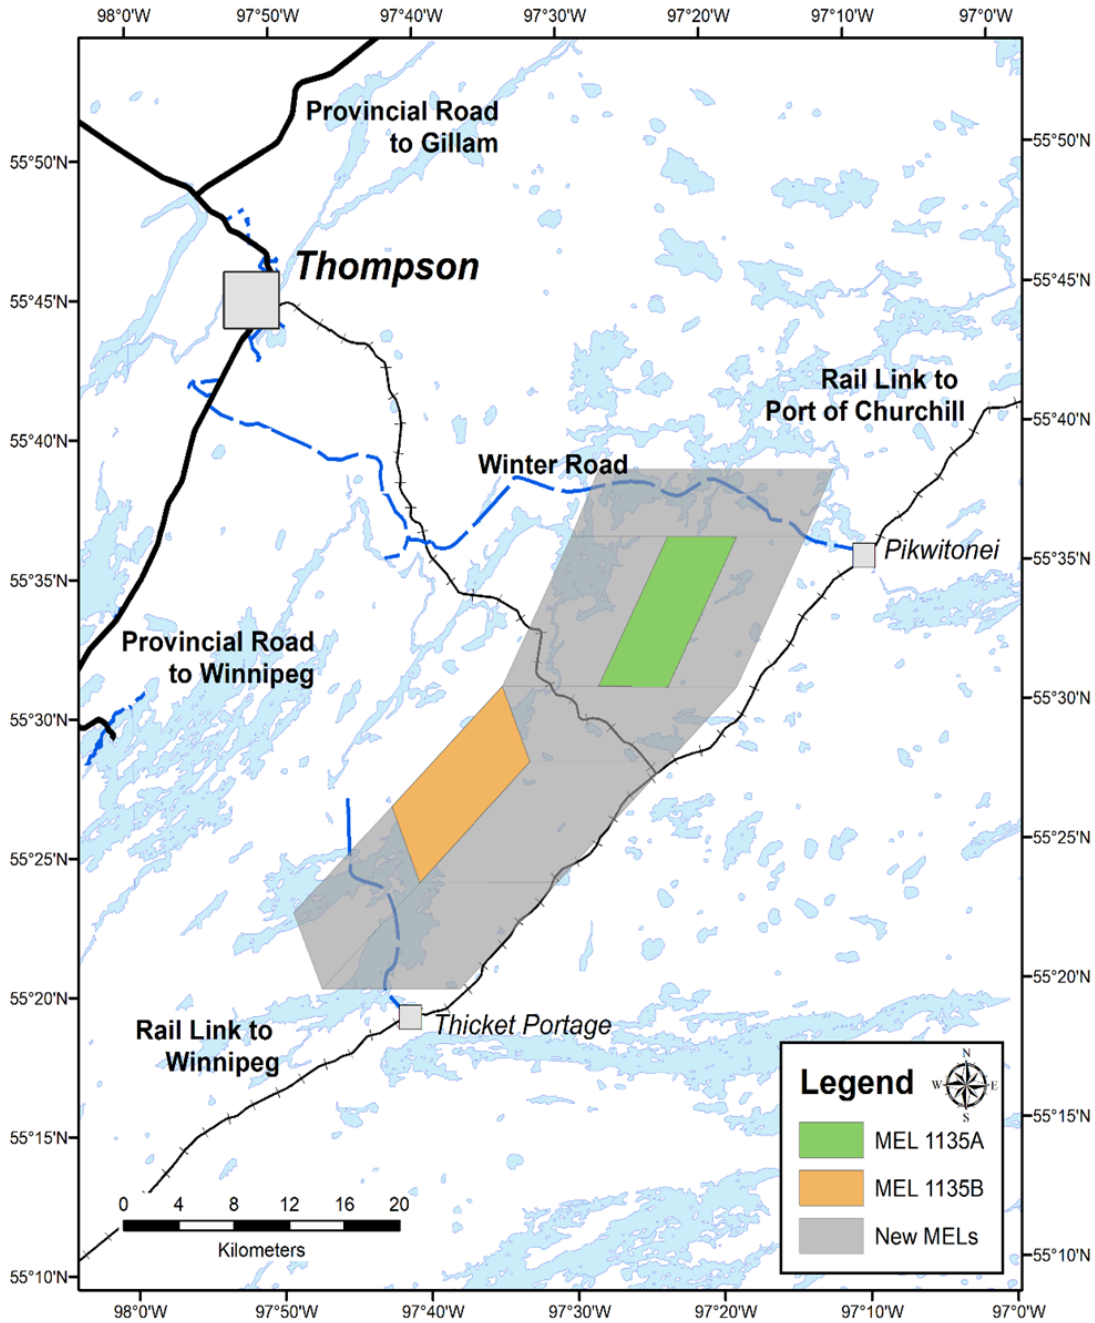 98°0'W 97°50'W 97°40'W 97°30'W 97°20'W 97°10'W 97°0'W
Provincial Road
to Gillam
55°50'N
55°50'N
Thompson
55°45'N
55°45'N
Rail Link to
Port of Churchill
55°40'N
55°40'N
Winter Road
Pikwitonei
55°35'N
55°35'N
Provincial Road
to Winnipeg
55°30'N
55°30'N
55°25'N
55°25'N
55°20'N
55°20'N
Thicket Portage
Rail Link to
Winnipeg
Legend
N
W E
S
MEL 1135A
MEL 1135B
New MELs
55°15'N
55°15'N
0 4 8 12 16 20
Kilometers
55°10'N
55°10'N
98°0'W 97°50'W 97°40'W 97°30'W 97°20'W 97°10'W 97°0'W